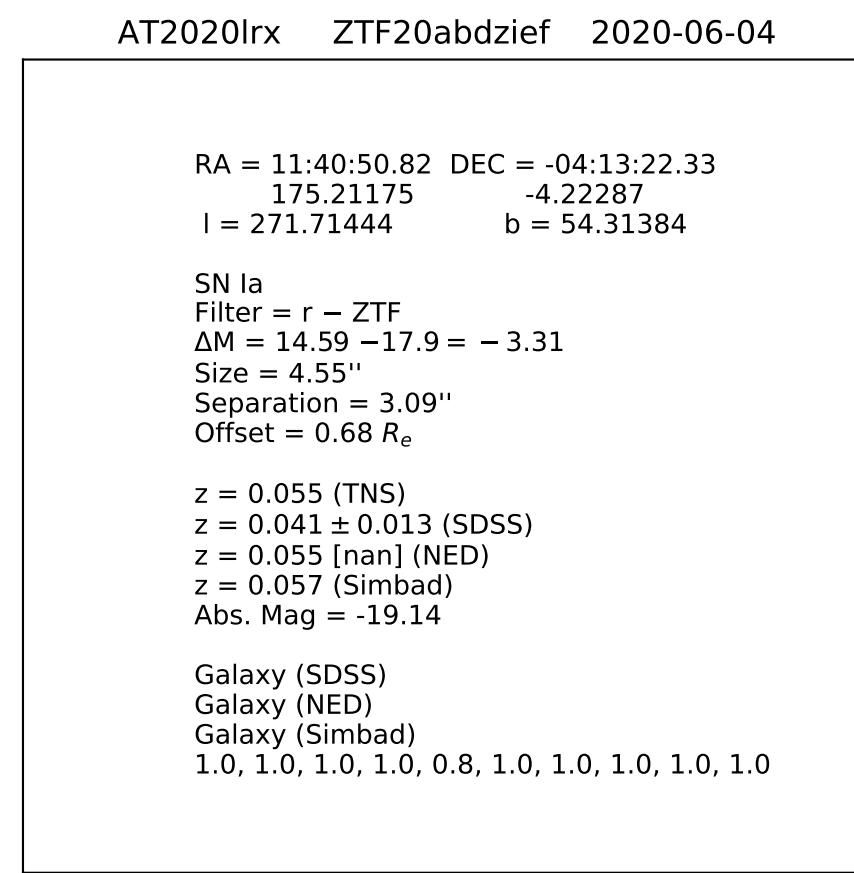 AT2020lrx ZTF20abdzief 2020-06-04
RA = 11:40:50.82 DEC = -04:13:22.33
175.21175 -4.22287
l = 271.71444 b = 54.31384
SN Ia
Filter = r − ZTF
ΔM = 14.59 −17.9 = − 3.31
Size = 4.55''
Separation = 3.09''
Offset = 0.68 Rₑ
z = 0.055 (TNS)
z = 0.041 ± 0.013 (SDSS)
z = 0.055 [nan] (NED)
z = 0.057 (Simbad)
Abs. Mag = -19.14
Galaxy (SDSS)
Galaxy (NED)
Galaxy (Simbad)
1.0, 1.0, 1.0, 1.0, 0.8, 1.0, 1.0, 1.0, 1.0, 1.0